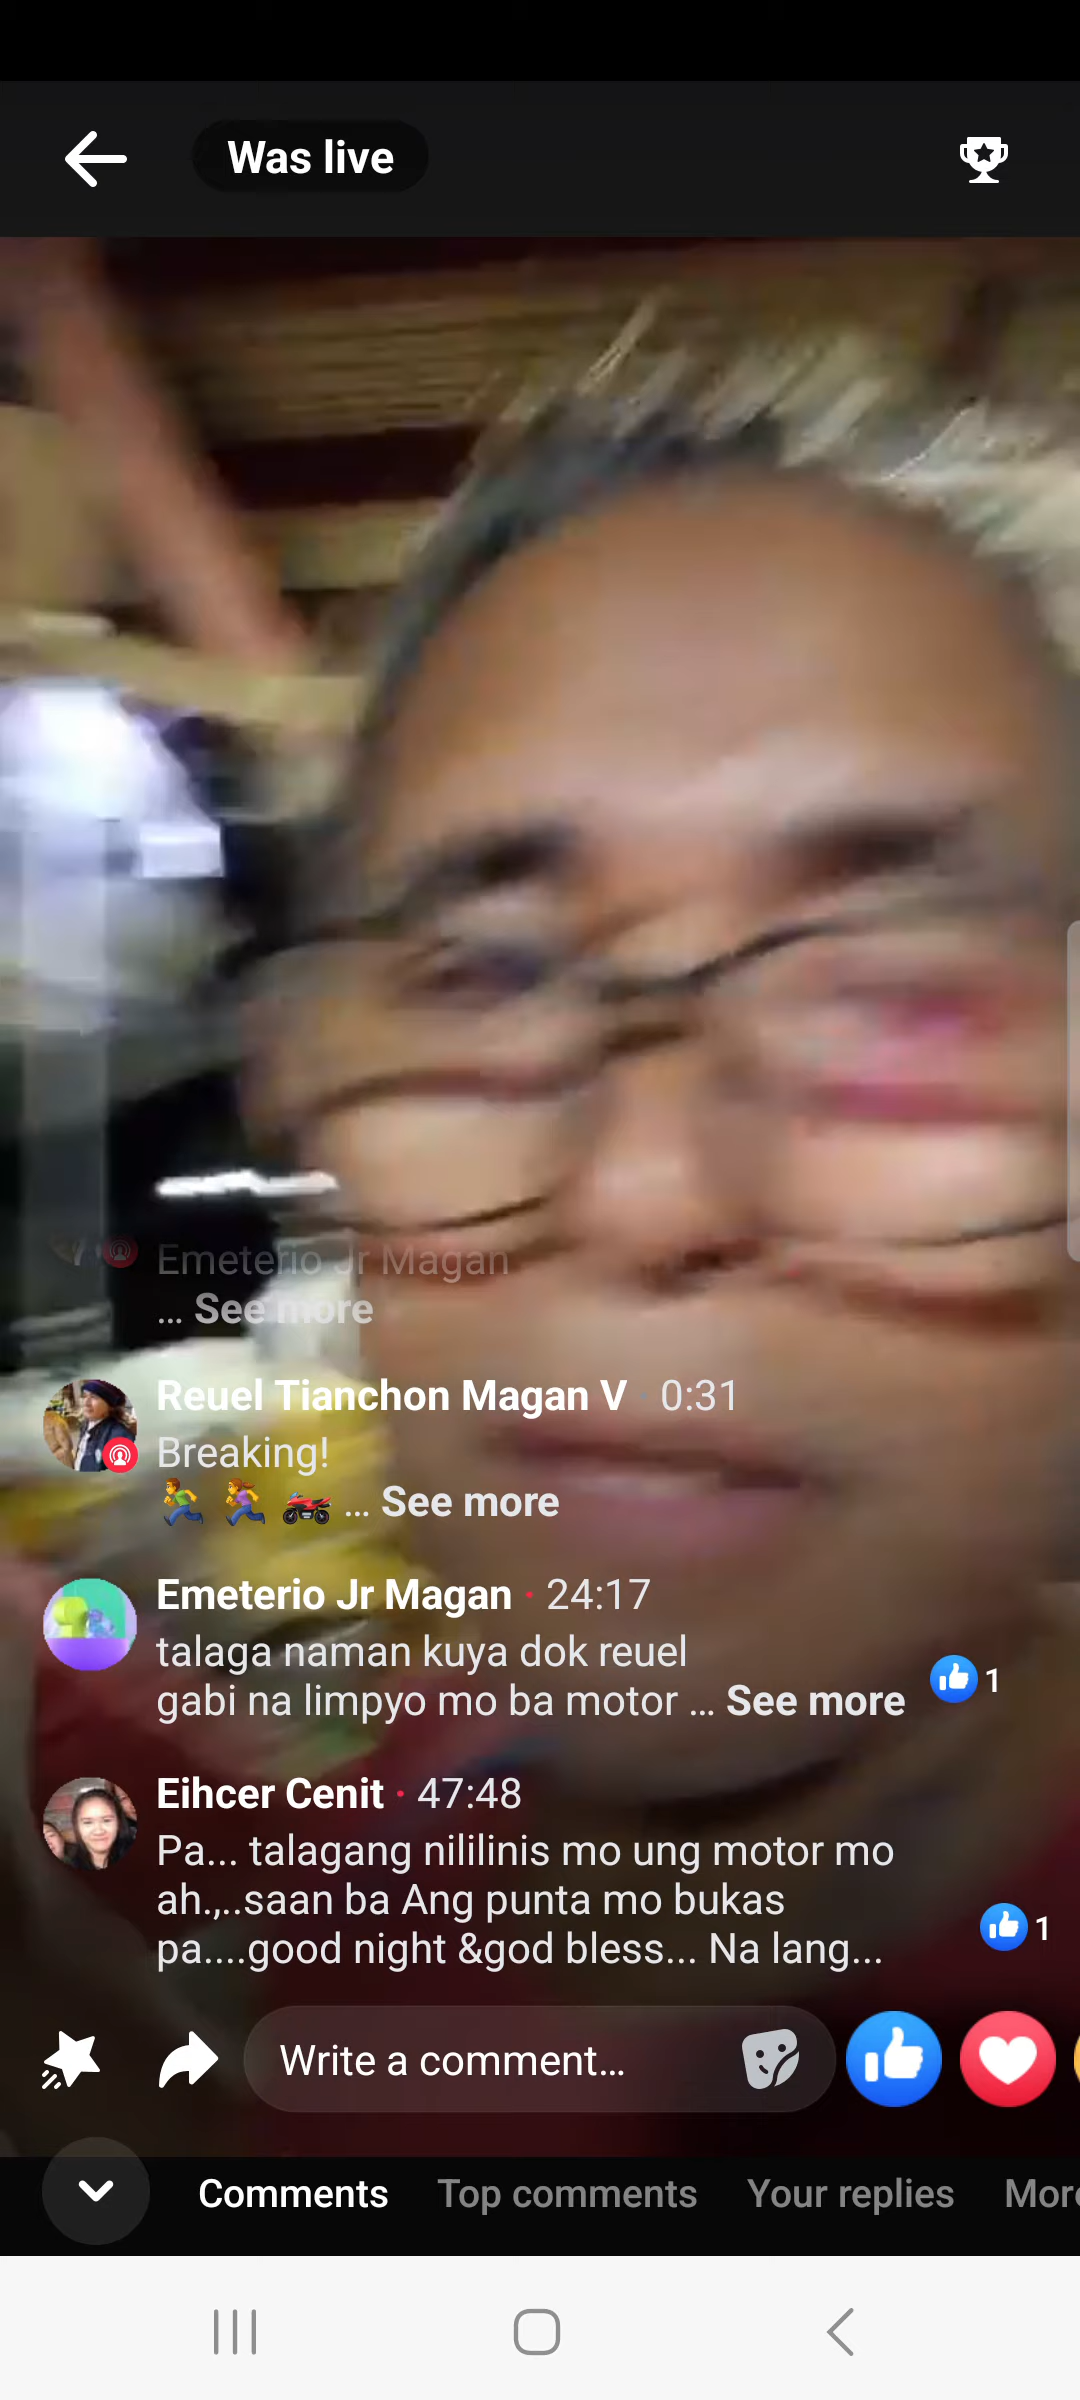 Was live
Emeterio Jr Magan
... See more
Reuel Tianchon Magan V · 0:31
Breaking!
🏃‍♂️ 🏃‍♀️ 🏍️ ... See more
Emeterio Jr Magan · 24:17
talaga naman kuya dok reuel
gabi na limpyo mo ba motor ... See more
1
Eihcer Cenit · 47:48
Pa... talagang nililinis mo ung motor mo
ah.,..saan ba Ang punta mo bukas
pa....good night &god bless... Na lang...
1
Write a comment...
Comments Top comments Your replies More